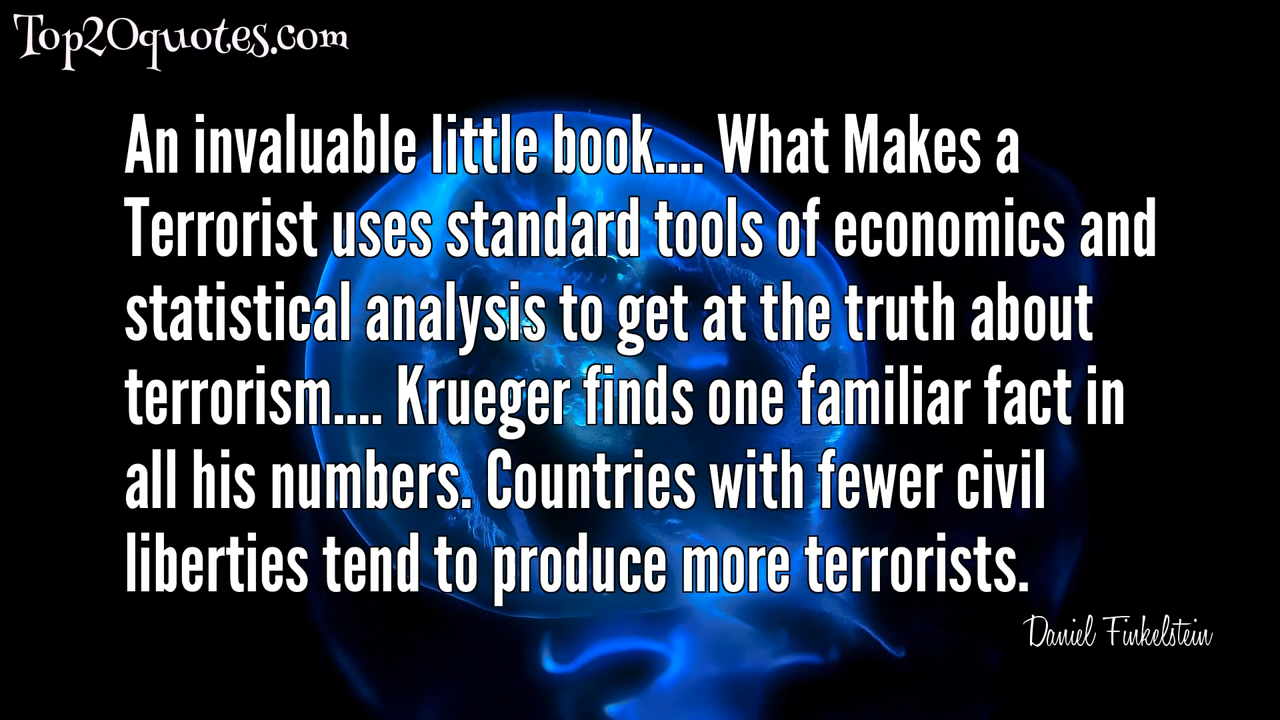 Top20quotes.com
An invaluable little book.... What Makes a
Terrorist uses standard tools of economics and
statistical analysis to get at the truth about
terrorism.... Krueger finds one familiar fact in
all his numbers. Countries with fewer civil
liberties tend to produce more terrorists.
Daniel Finkelstein